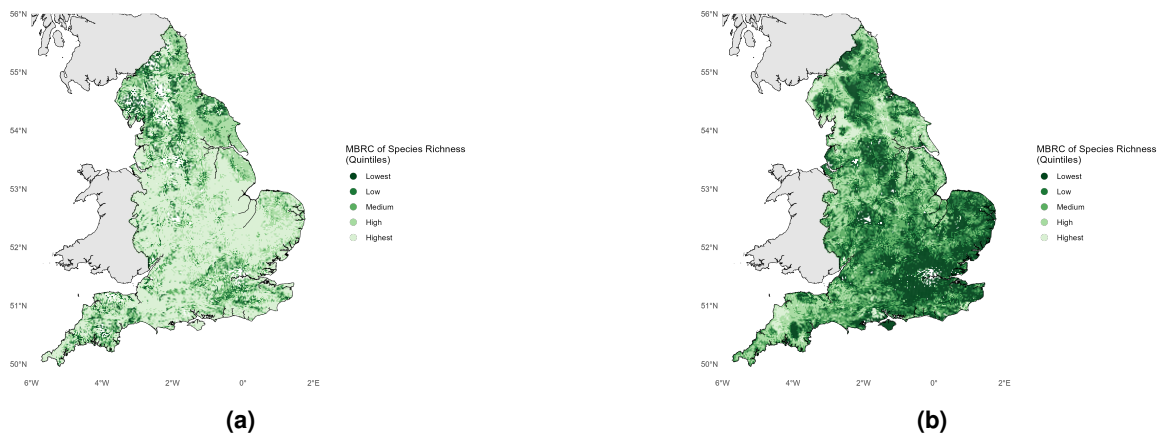 56°N
55°N
54°N
53°N
52°N
51°N
50°N
6°W 4°W 2°W 0° 2°E
MBRC of Species Richness
(Quintiles)
Lowest
Low
Medium
High
Highest
(a)
56°N
55°N
54°N
53°N
52°N
51°N
50°N
6°W 4°W 2°W 0° 2°E
MBRC of Species Richness
(Quintiles)
Lowest
Low
Medium
High
Highest
(b)